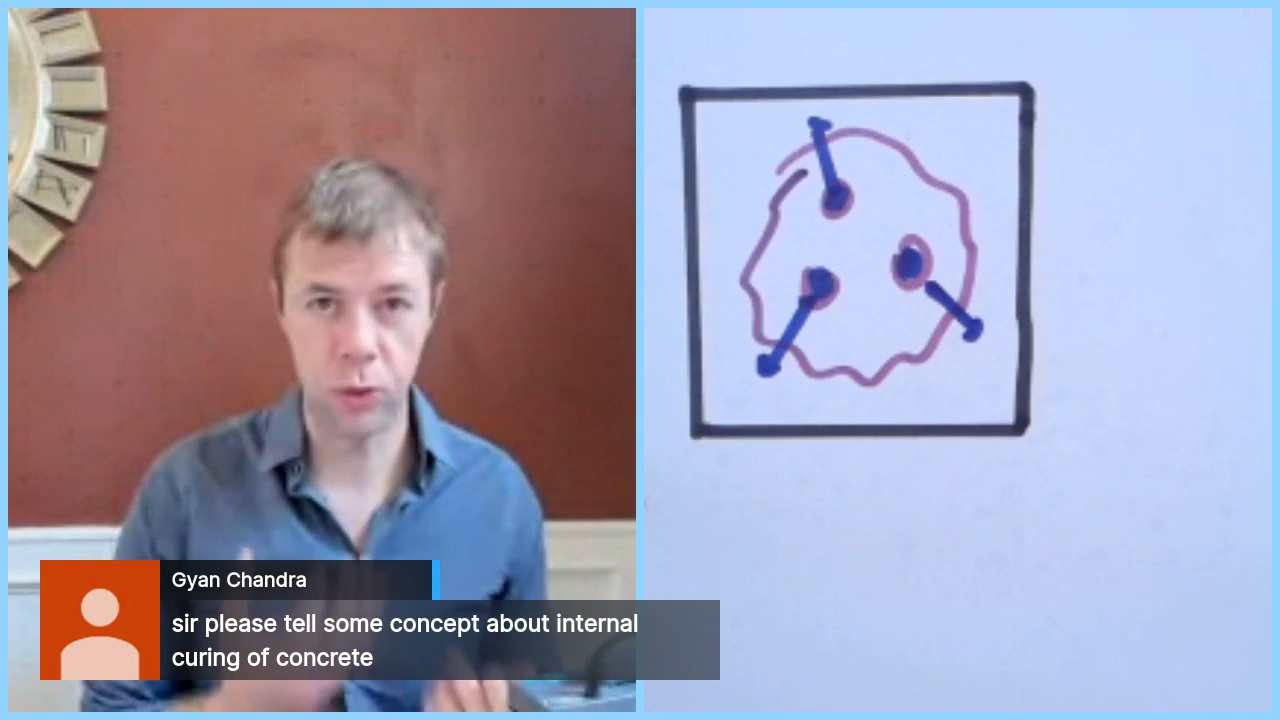 Gyan Chandra
sir please tell some concept about internal
curing of concrete